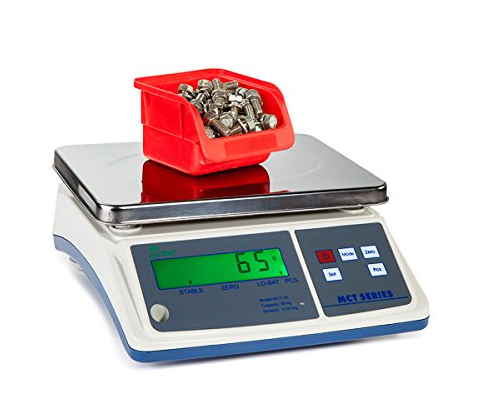 65
STABLE ZERO LO-BAT PCS
MODE
Zero
Set
Pcs
MCT SERIES